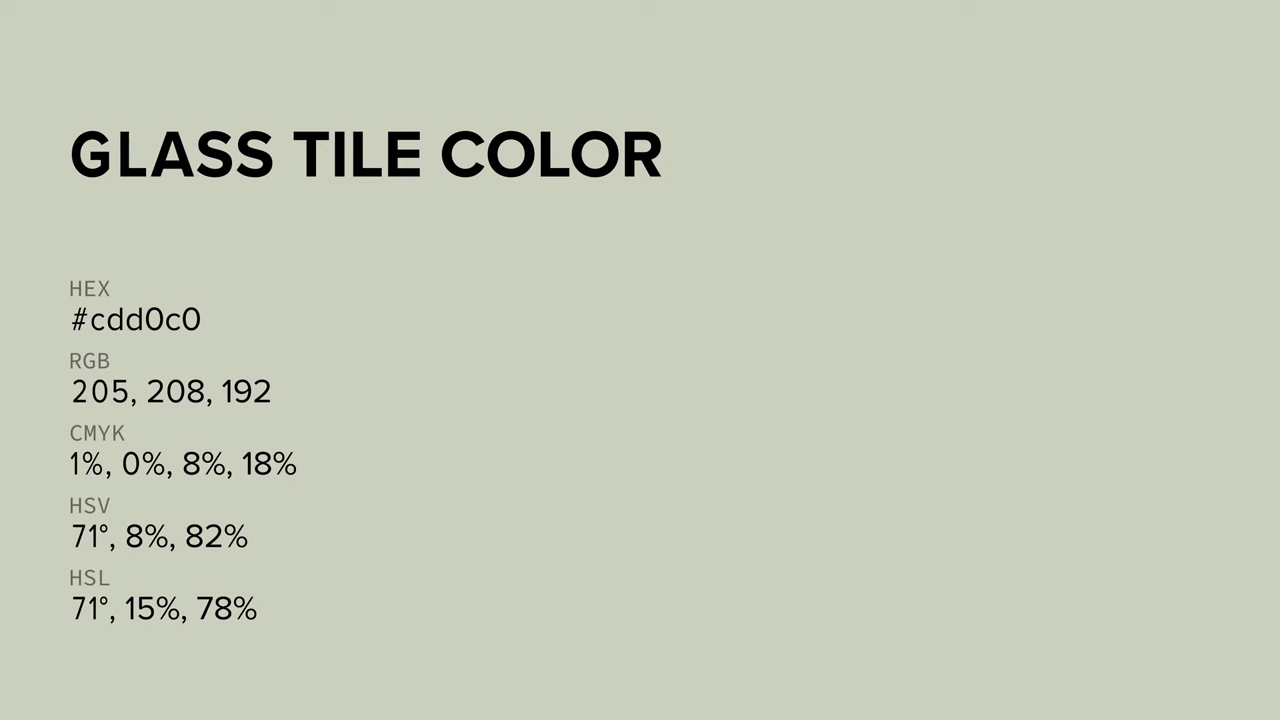 GLASS TILE COLOR
HEX
#cdd0c0
RGB
205, 208, 192
CMYK
1%, 0%, 8%, 18%
HSV
71°, 8%, 82%
HSL
71°, 15%, 78%